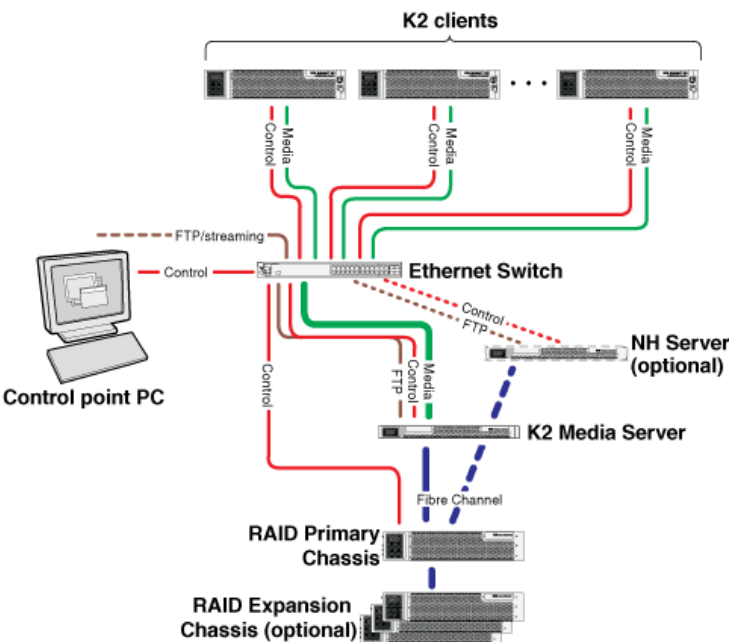 K2 clients
Control
Media
Control
Media
Control
Media
FTP/streaming
Control
Ethernet Switch
Control
FTP
NH Server
(optional)
Control point PC
Control
FTP
Control
Media
K2 Media Server
Fibre Channel
RAID Primary
Chassis
RAID Expansion
Chassis (optional)